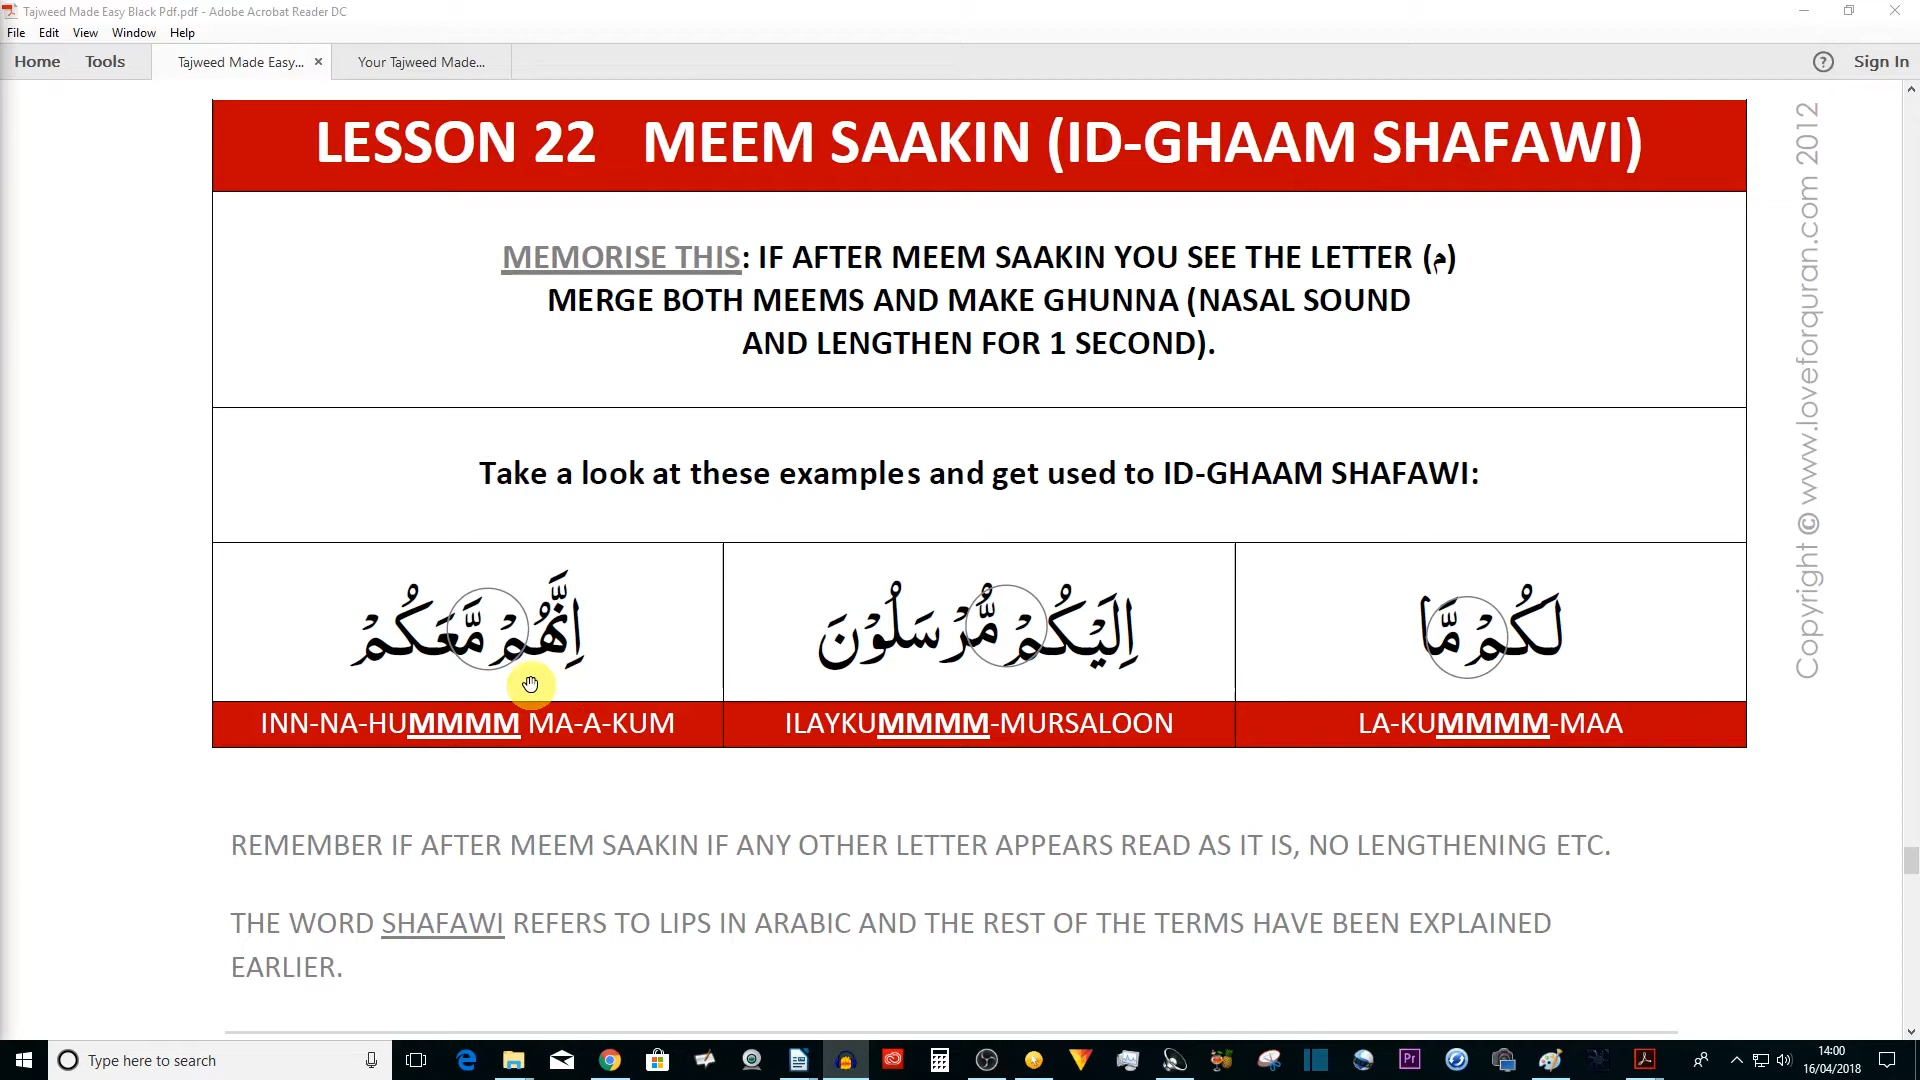 Tajweed Made Easy Black Pdf.pdf - Adobe Acrobat Reader DC
File Edit View Window Help
Home Tools Tajweed Made Easy... × Your Tajweed Made... Sign In
LESSON 22 MEEM SAAKIN (ID-GHAAM SHAFAWI)
MEMORISE THIS: IF AFTER MEEM SAAKIN YOU SEE THE LETTER (م)
MERGE BOTH MEEMS AND MAKE GHUNNA (NASAL SOUND
AND LENGTHEN FOR 1 SECOND).
Take a look at these examples and get used to ID-GHAAM SHAFAWI:
لَكُمْ مَّا
اِلَيْكُمْ مُّرْسَلُوْنَ
اِنَّهُمْ مَّعَكُمْ
INN-NA-HUMMMM MA-A-KUM
ILAYKUMMMM-MURSALOON
LA-KUMMMM-MAA
REMEMBER IF AFTER MEEM SAAKIN IF ANY OTHER LETTER APPEARS READ AS IT IS, NO LENGTHENING ETC.
THE WORD SHAFAWI REFERS TO LIPS IN ARABIC AND THE REST OF THE TERMS HAVE BEEN EXPLAINED
EARLIER.
Copyright © www.loveforquran.com 2012
Type here to search
14:00
16/04/2018